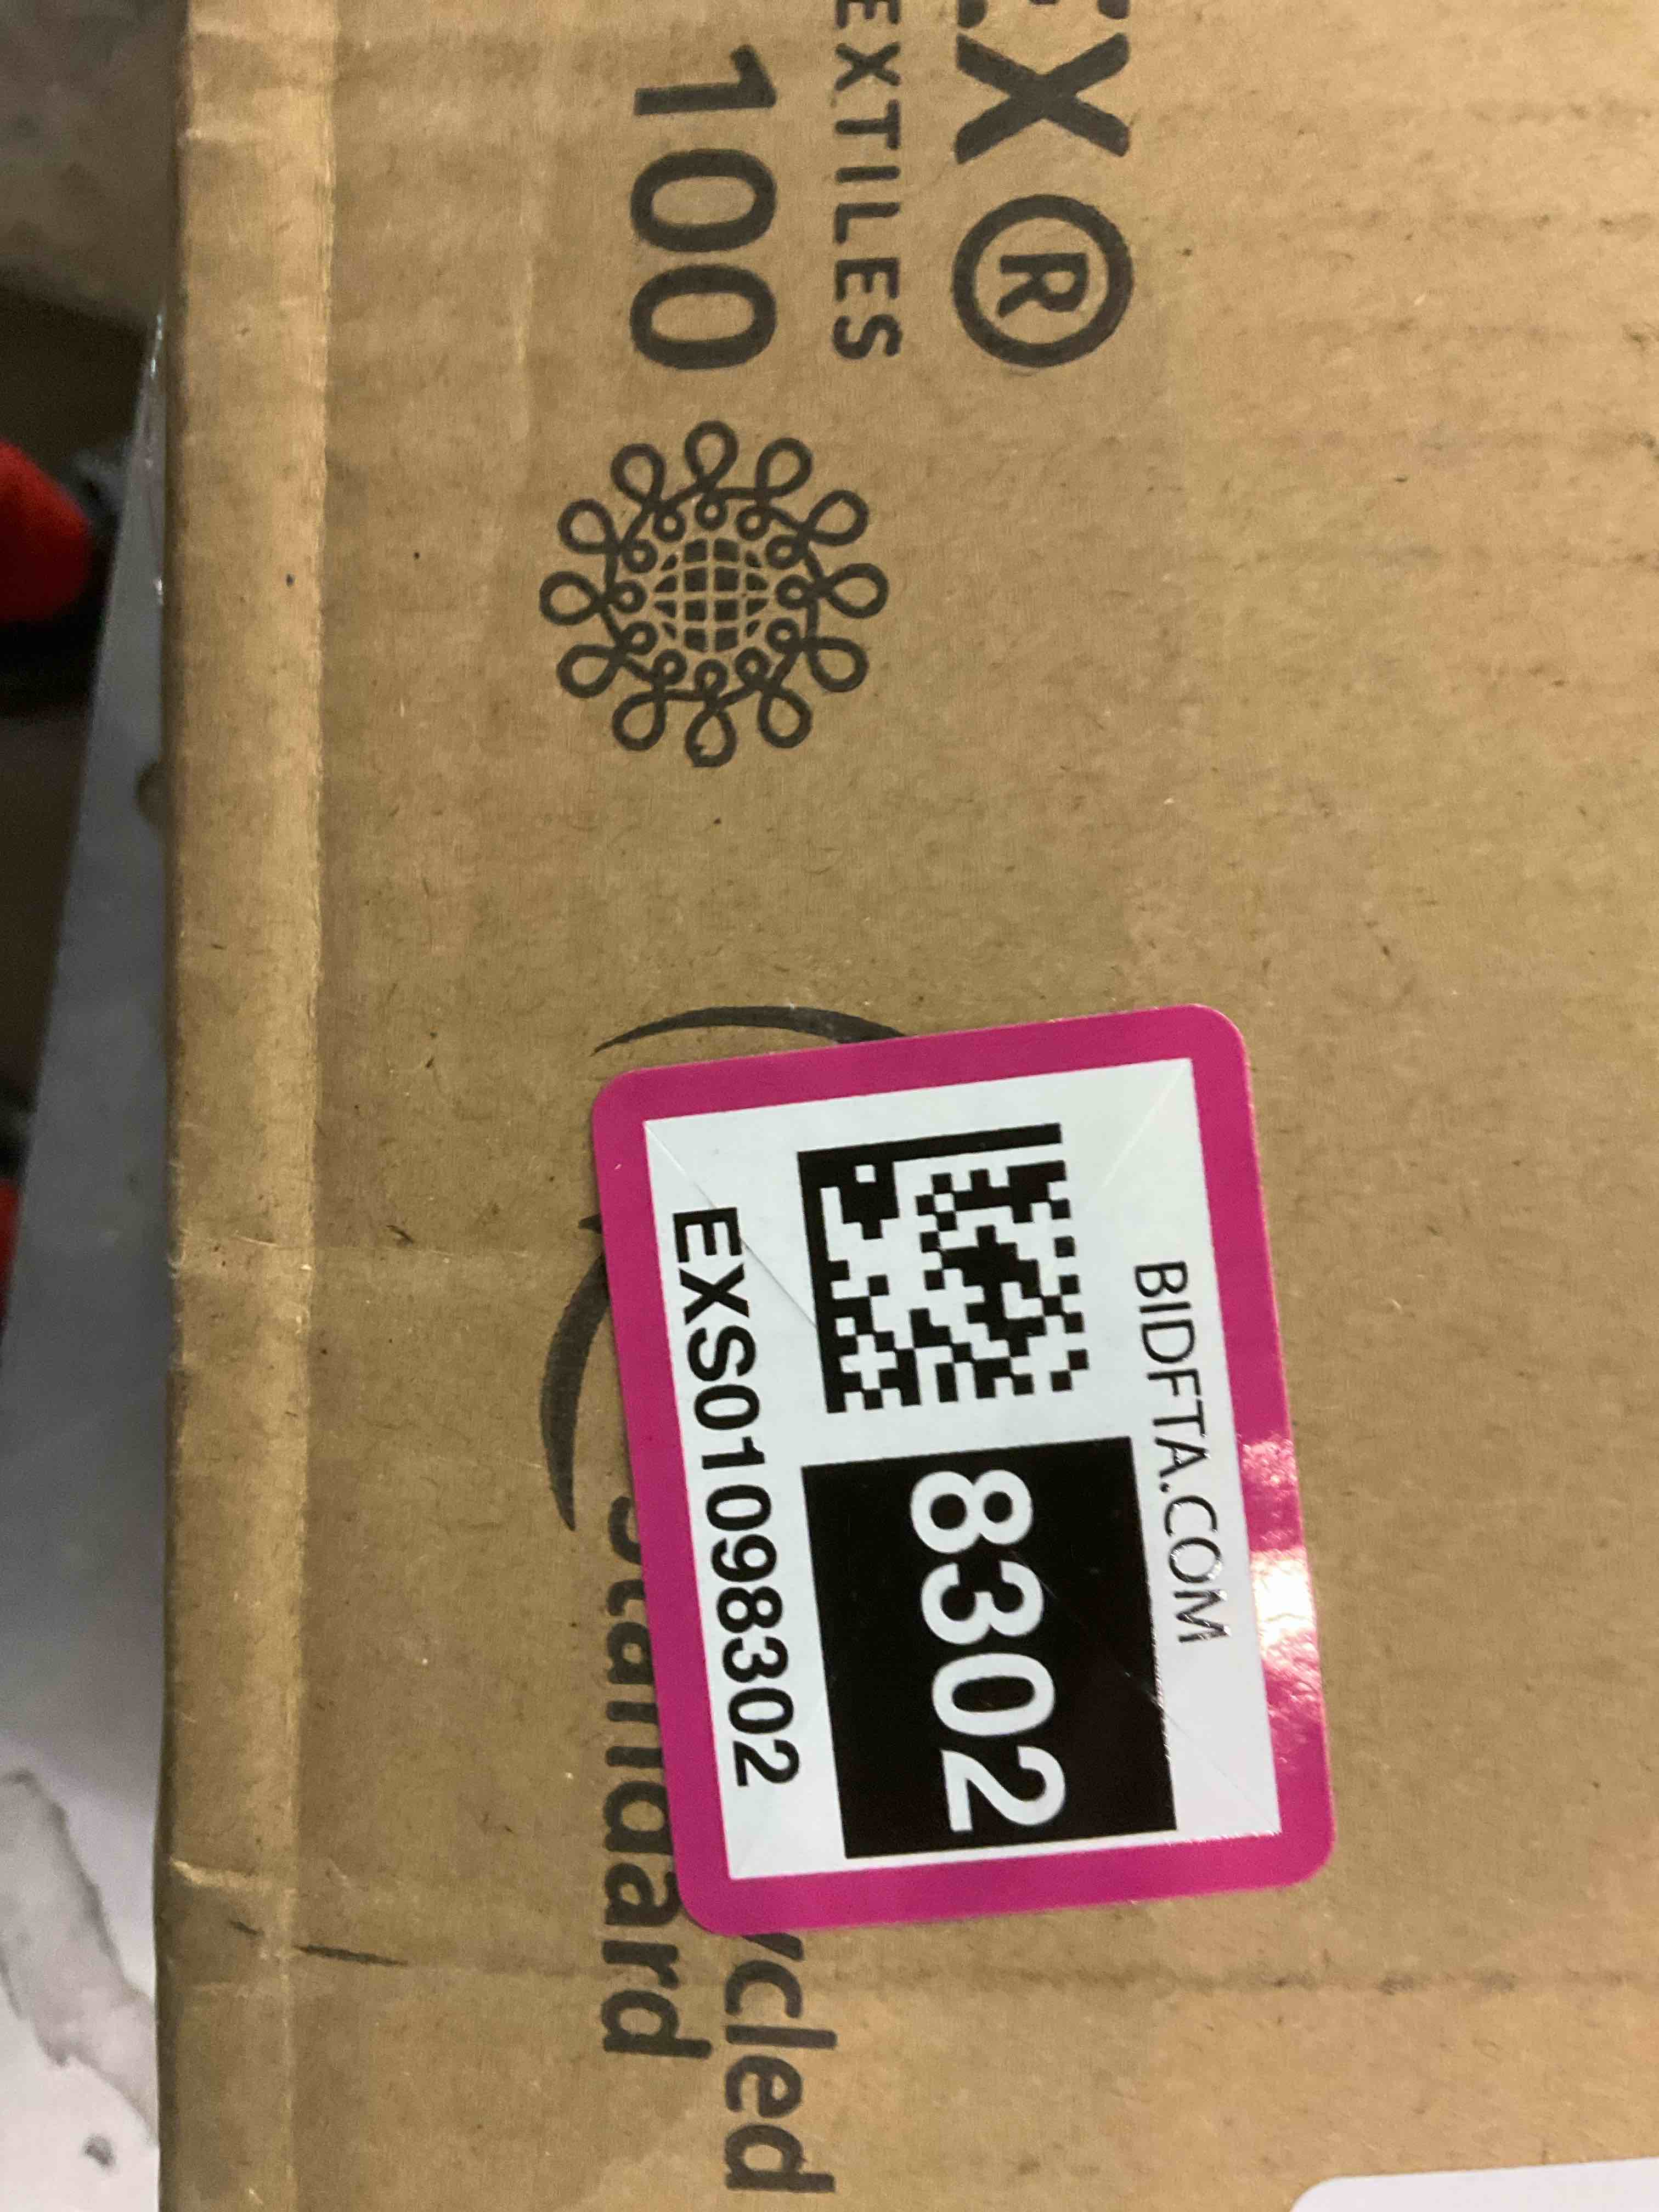 EX®
EXTILES
100
BIDFTA.COM
8302
EXS01098302
ycled
Standard